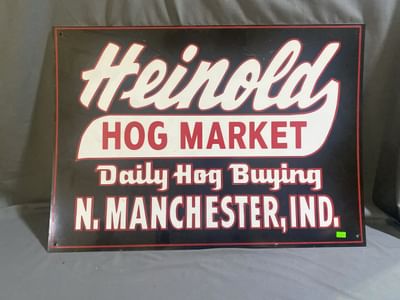 Heinold
HOG MARKET
Daily Hog Buying
N. MANCHESTER, IND.